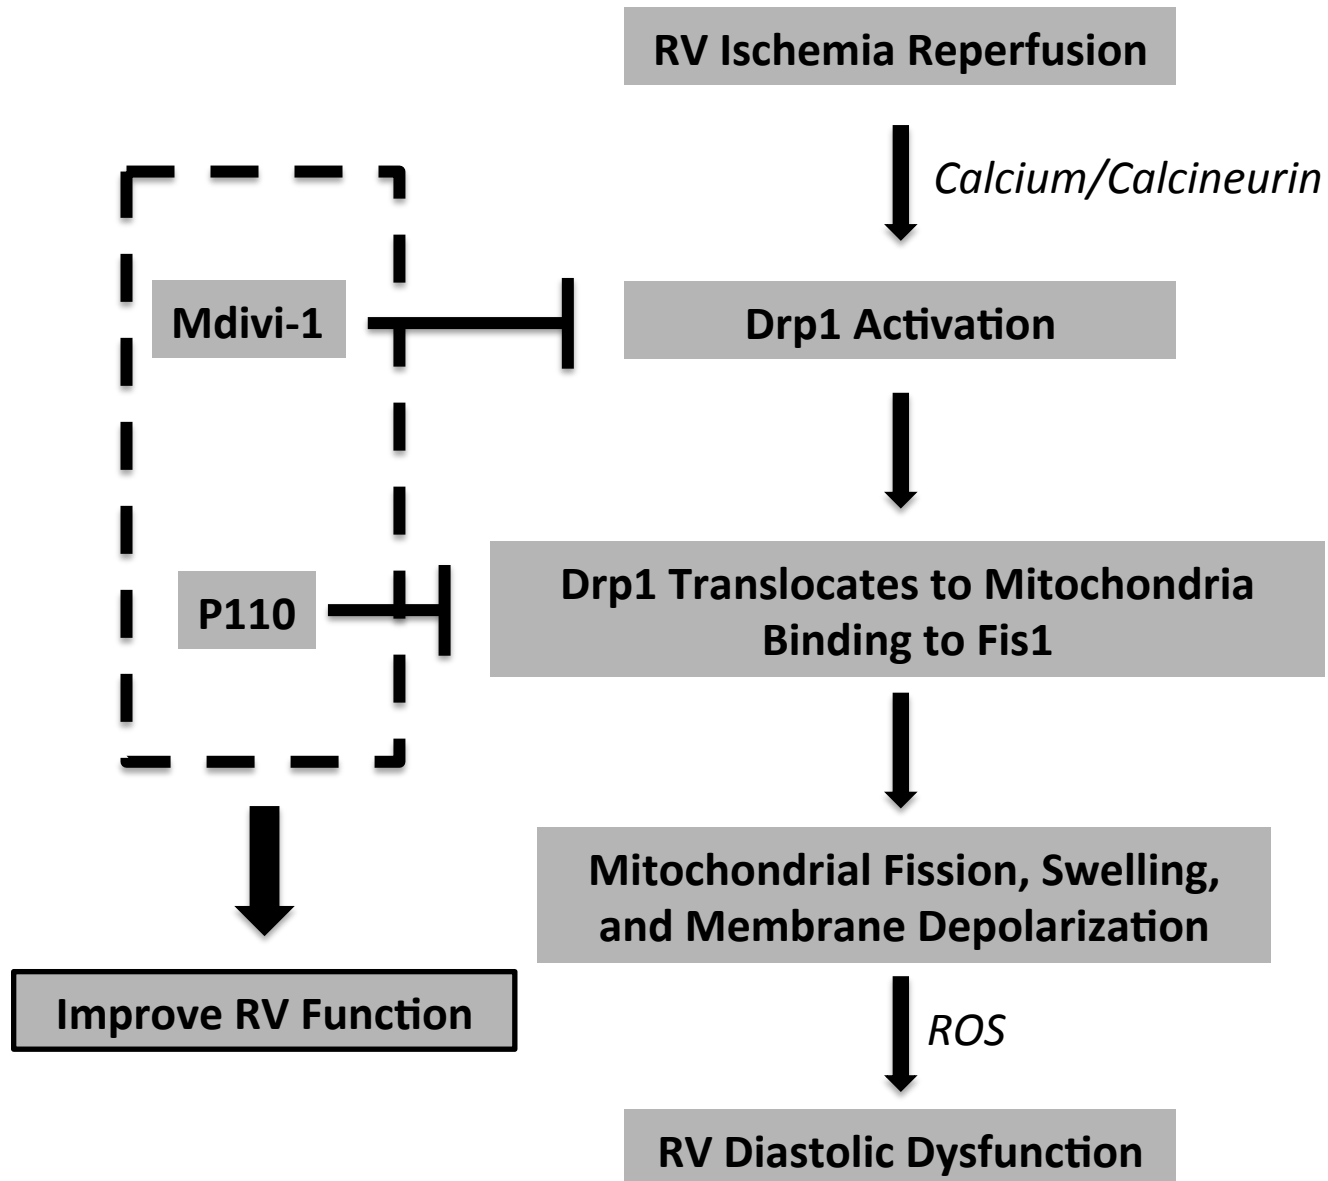 RV Ischemia Reperfusion
Calcium/Calcineurin
Mdivi-1
Drp1 Activation
P110
Drp1 Translocates to Mitochondria
Binding to Fis1
Mitochondrial Fission, Swelling,
and Membrane Depolarization
Improve RV Function
ROS
RV Diastolic Dysfunction